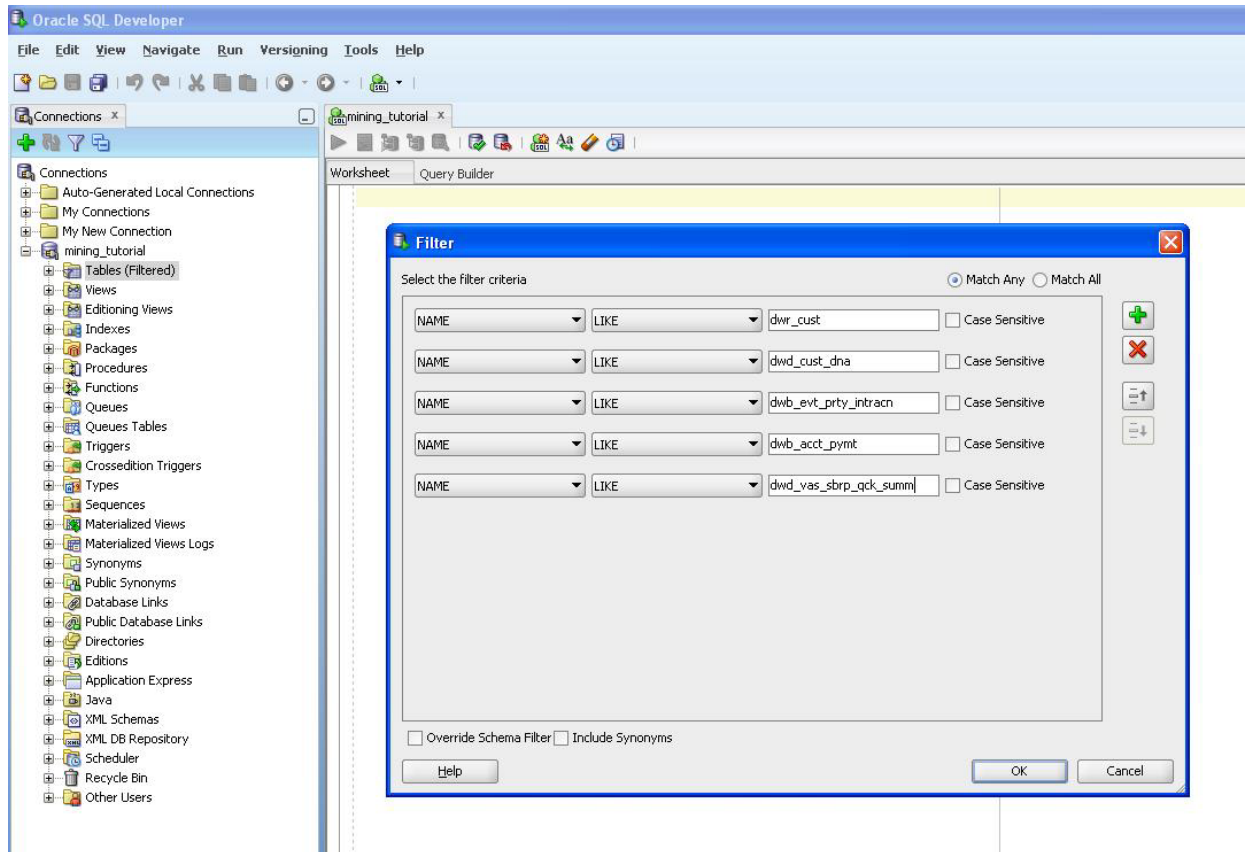 Oracle SQL Developer
File Edit View Navigate Run Versioning Tools Help
SQL
Connections x
mining_tutorial x
Worksheet Query Builder
Connections
Auto-Generated Local Connections
My Connections
My New Connection
mining_tutorial
Tables (Filtered)
Views
Editioning Views
Indexes
Packages
Procedures
Functions
Queues
Queues Tables
Triggers
Crossedition Triggers
Types
Sequences
Materialized Views
Materialized Views Logs
Synonyms
Public Synonyms
Database Links
Public Database Links
Directories
Editions
Application Express
Java
XML Schemas
XML DB Repository
Scheduler
Recycle Bin
Other Users
Filter
Select the filter criteria Match Any Match All
NAME LIKE dwr_cust Case Sensitive
NAME LIKE dwd_cust_dna Case Sensitive
NAME LIKE dwb_evt_prty_intracn Case Sensitive
NAME LIKE dwb_acct_pymt Case Sensitive
NAME LIKE dwd_vas_sbrp_qck_summ Case Sensitive
Override Schema Filter Include Synonyms
Help OK Cancel